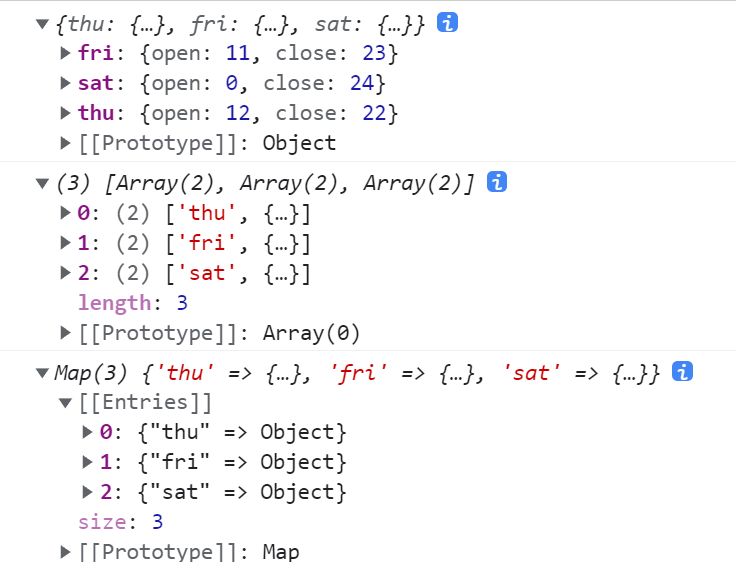 ▼{thu: {…}, fri: {…}, sat: {…}} i
▶fri: {open: 11, close: 23}
▶sat: {open: 0, close: 24}
▶thu: {open: 12, close: 22}
▶[[Prototype]]: Object
▼(3) [Array(2), Array(2), Array(2)] i
▶0: (2) ['thu', {…}]
▶1: (2) ['fri', {…}]
▶2: (2) ['sat', {…}]
length: 3
▶[[Prototype]]: Array(0)
▼Map(3) {'thu' => {…}, 'fri' => {…}, 'sat' => {…}} i
▼[[Entries]]
▶0: {"thu" => Object}
▶1: {"fri" => Object}
▶2: {"sat" => Object}
size: 3
▶[[Prototype]]: Map